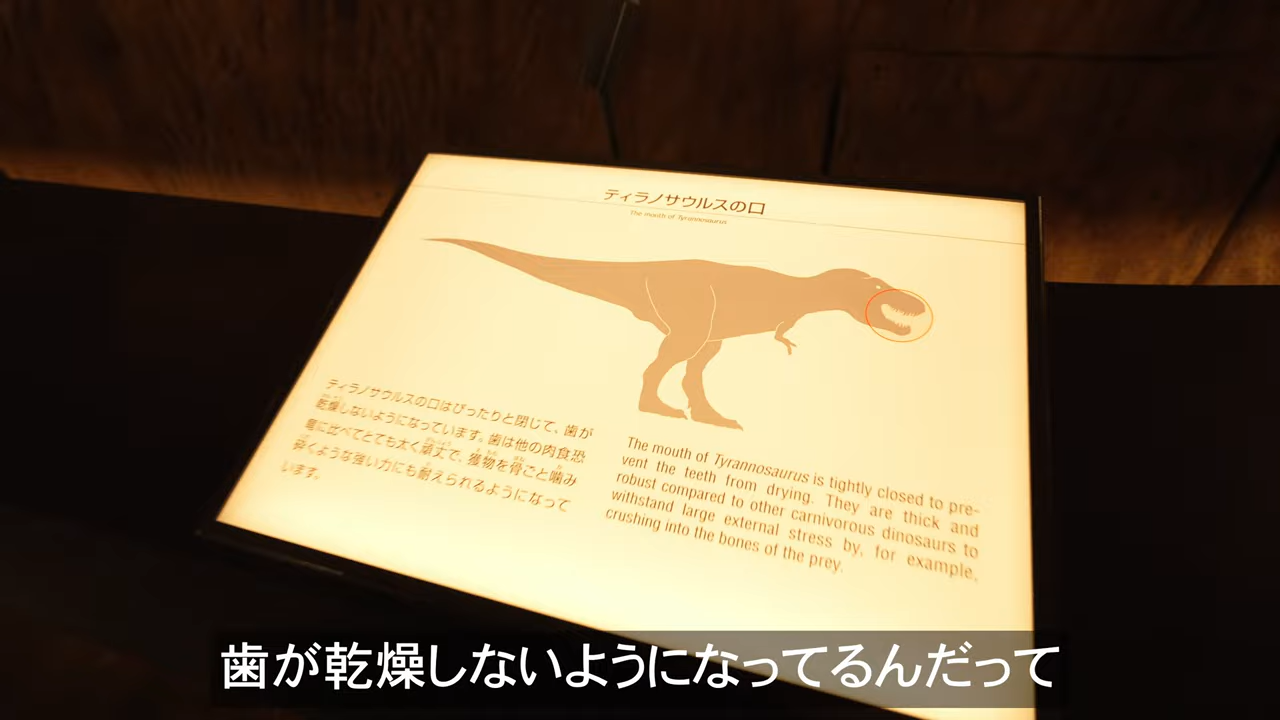 ティラノサウルスの口
The mouth of Tyrannosaurus
ティラノサウルスの口はぴったりと閉じて、歯が
乾燥しないようになっています。歯は他の肉食恐
竜に比べてとても太く頑丈で、獲物を骨ごと噛み
砕くような強い力にも耐えられるようになって
います。
The mouth of Tyrannosaurus is tightly closed to pre-
vent the teeth from drying. They are thick and
robust compared to other carnivorous dinosaurs to
withstand large external stress by, for example,
crushing into the bones of the prey.
歯が乾燥しないようになってるんだって